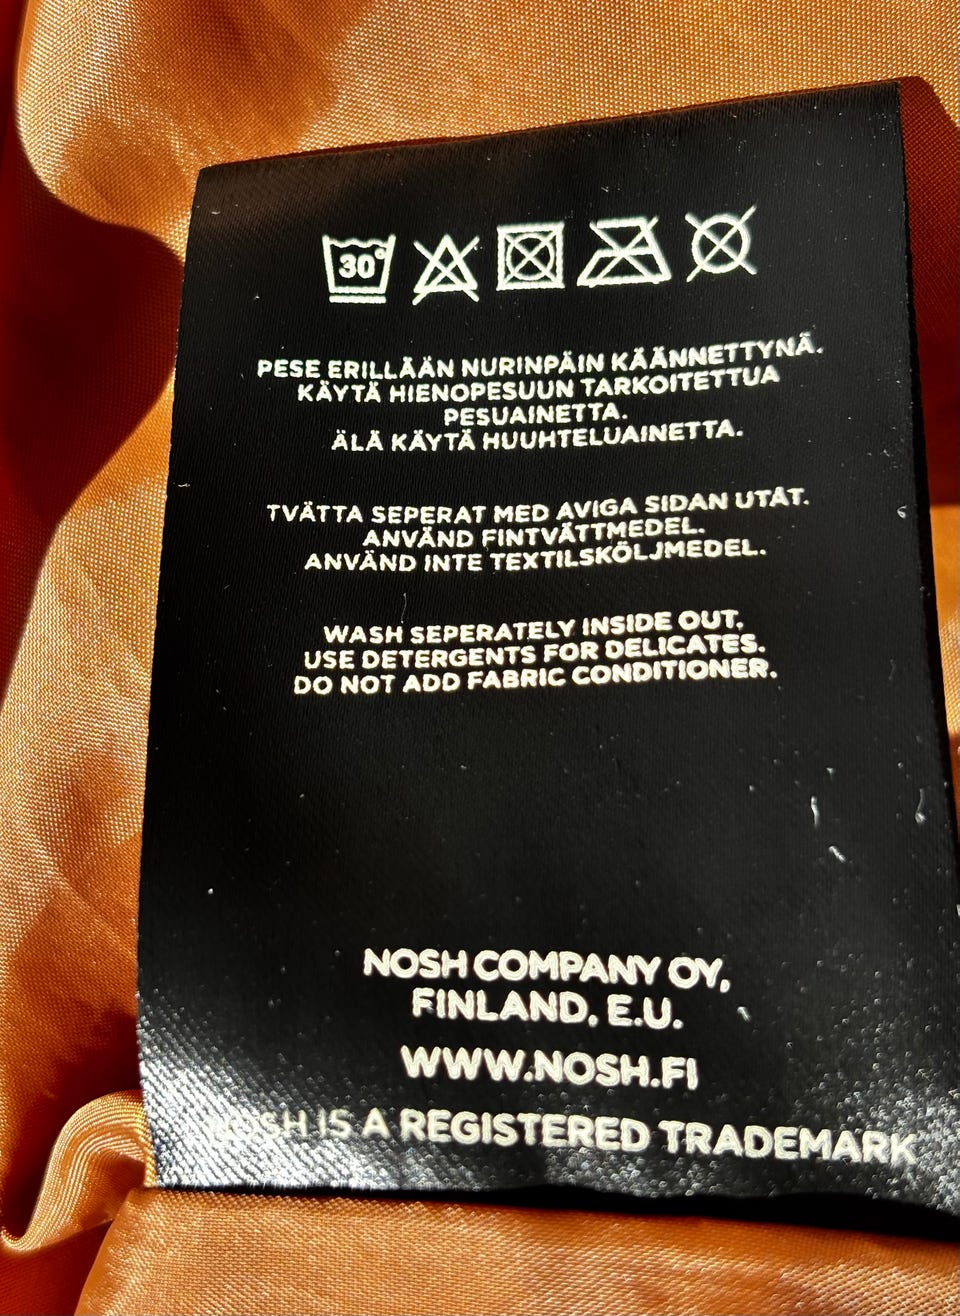 30°
PESE ERILLÄÄN NURINPÄIN KÄÄNNETTYNÄ.
KÄYTÄ HIENOPESUUN TARKOITETTUA
PESUAINETTA.
ÄLÄ KÄYTÄ HUUHTELUAINETTA.
TVÄTTA SEPERAT MED AVIGA SIDAN UTÅT.
ANVÄND FINTVÄTTMEDEL.
ANVÄND INTE TEXTILSKÖLJMEDEL.
WASH SEPERATELY INSIDE OUT.
USE DETERGENTS FOR DELICATES.
DO NOT ADD FABRIC CONDITIONER.
NOSH COMPANY OY,
FINLAND, E.U.
WWW.NOSH.FI
NOSH IS A REGISTERED TRADEMARK